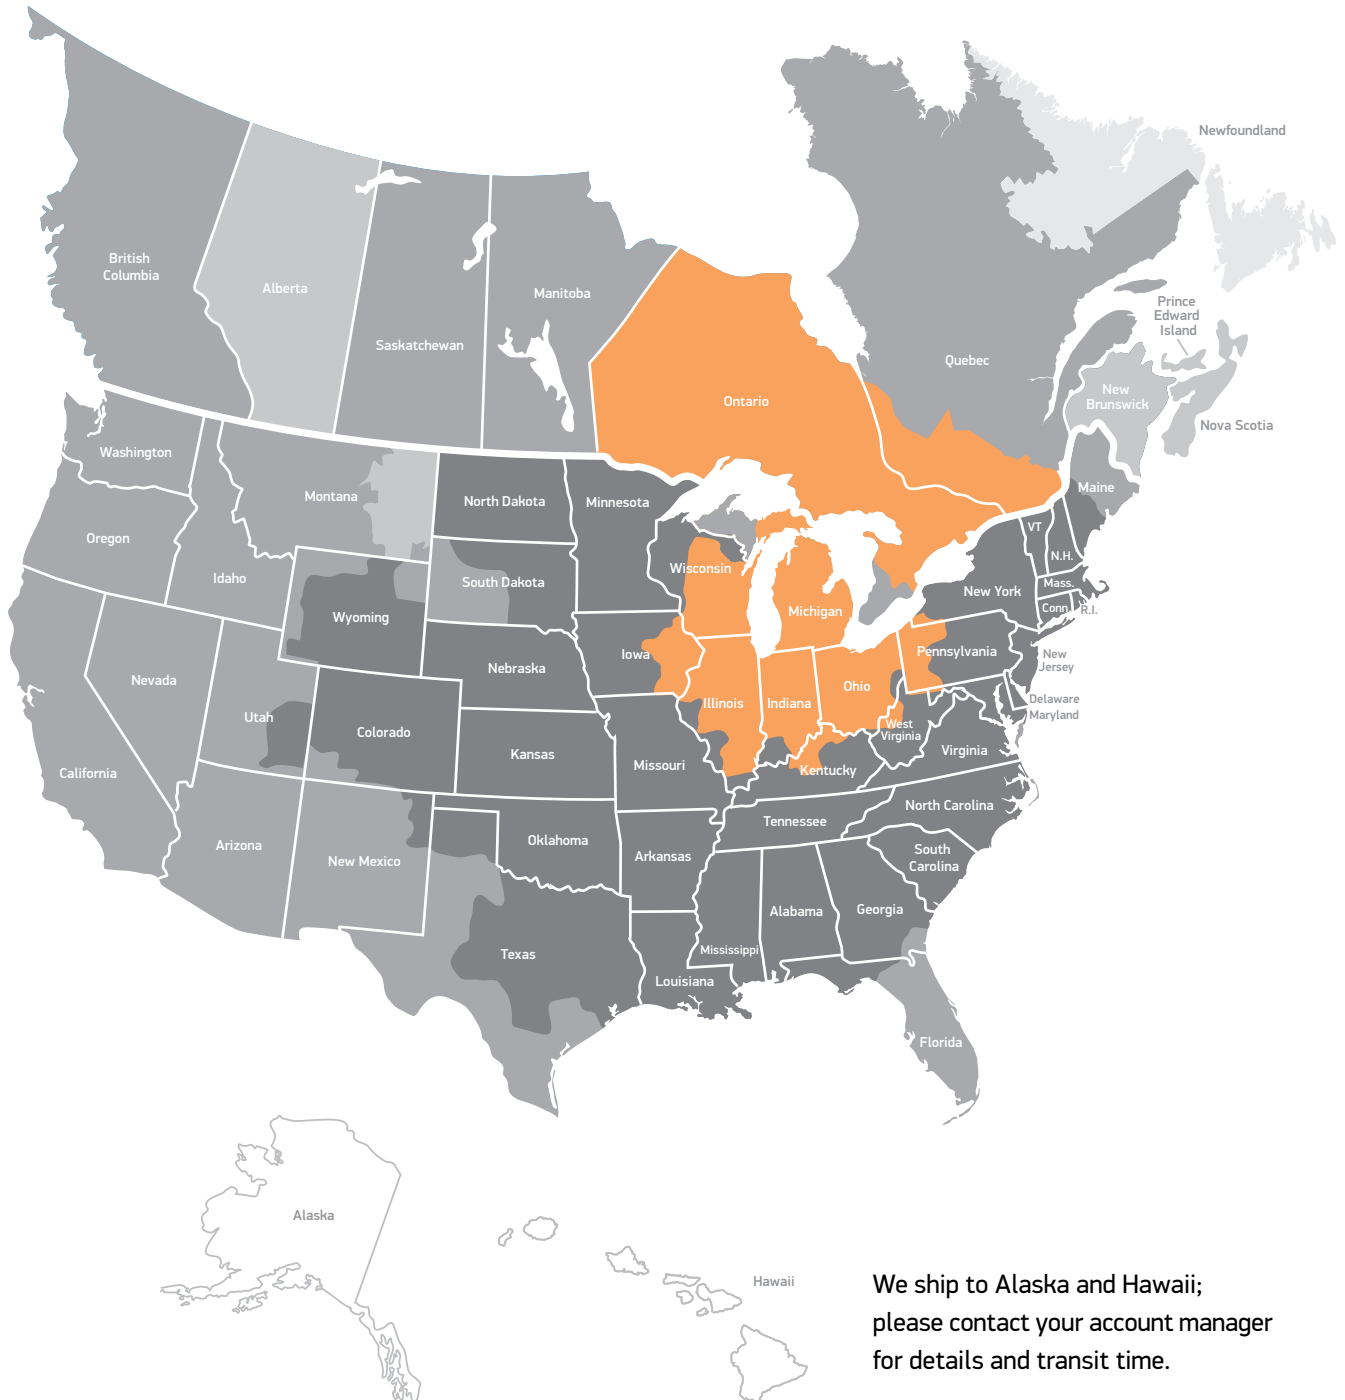 Newfoundland
British
Columbia
Alberta
Manitoba
Prince
Edward
Island
Saskatchewan
Quebec
New
Brunswick
Ontario
Nova Scotia
Washington
Montana
North Dakota
Minnesota
Maine
Oregon
VT
N.H.
Idaho
South Dakota
Wisconsin
Mass.
New York
Wyoming
Michigan
Conn.
R.I.
Iowa
Pennsylvania
New
Jersey
Nebraska
Nevada
Ohio
Delaware
Utah
Illinois
Indiana
Maryland
Colorado
West
Virginia
Virginia
Kansas
Missouri
Kentucky
California
North Carolina
Tennessee
Oklahoma
Arizona
New Mexico
Arkansas
South
Carolina
Alabama
Georgia
Texas
Mississippi
Louisiana
Florida
Alaska
Hawaii
We ship to Alaska and Hawaii;
please contact your account manager
for details and transit time.